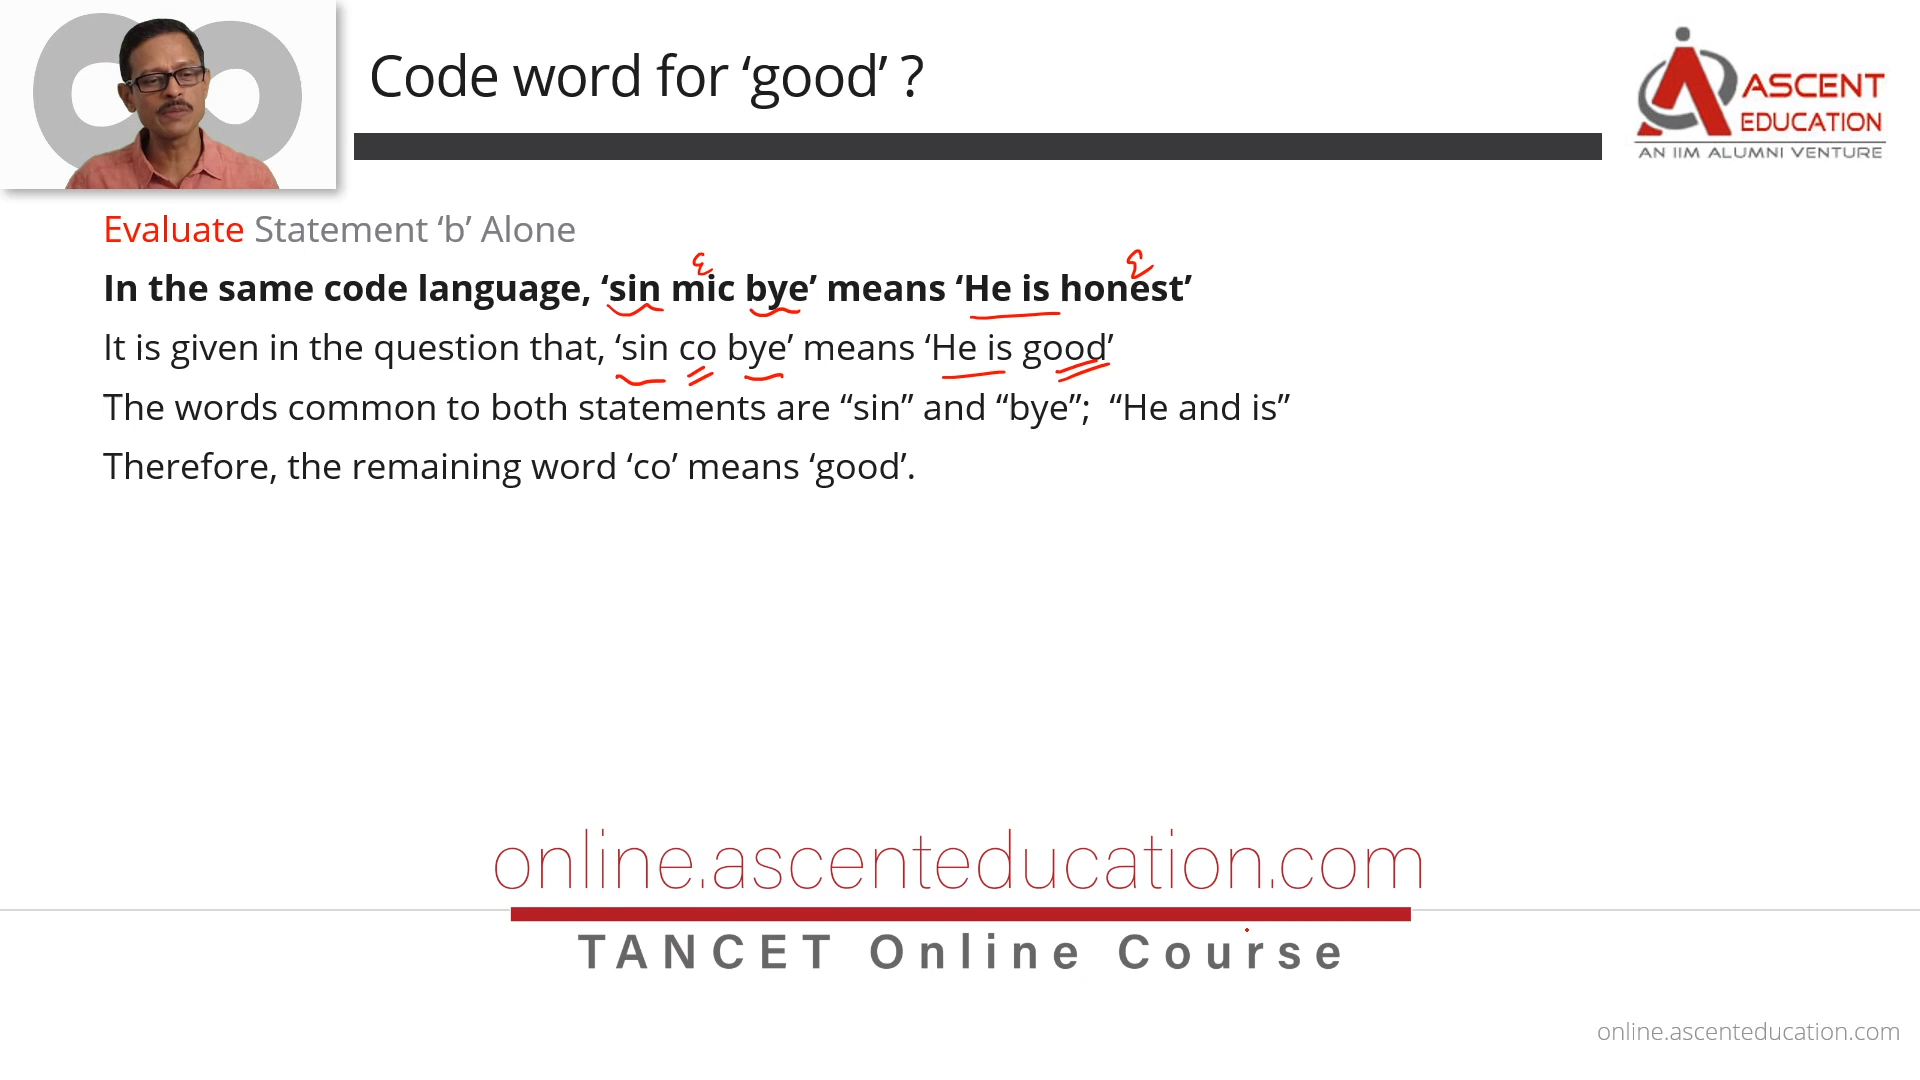 Code word for ‘good’ ?
ASCENT
EDUCATION
AN IIM ALUMNI VENTURE
Evaluate Statement ‘b’ Alone
In the same code language, ‘sin mic bye’ means ‘He is honest’
It is given in the question that, ‘sin co bye’ means ‘He is good’
The words common to both statements are “sin” and “bye”; “He and is”
Therefore, the remaining word ‘co’ means ‘good’.
online.ascenteducation.com
TANCET Online Course
online.ascenteducation.com